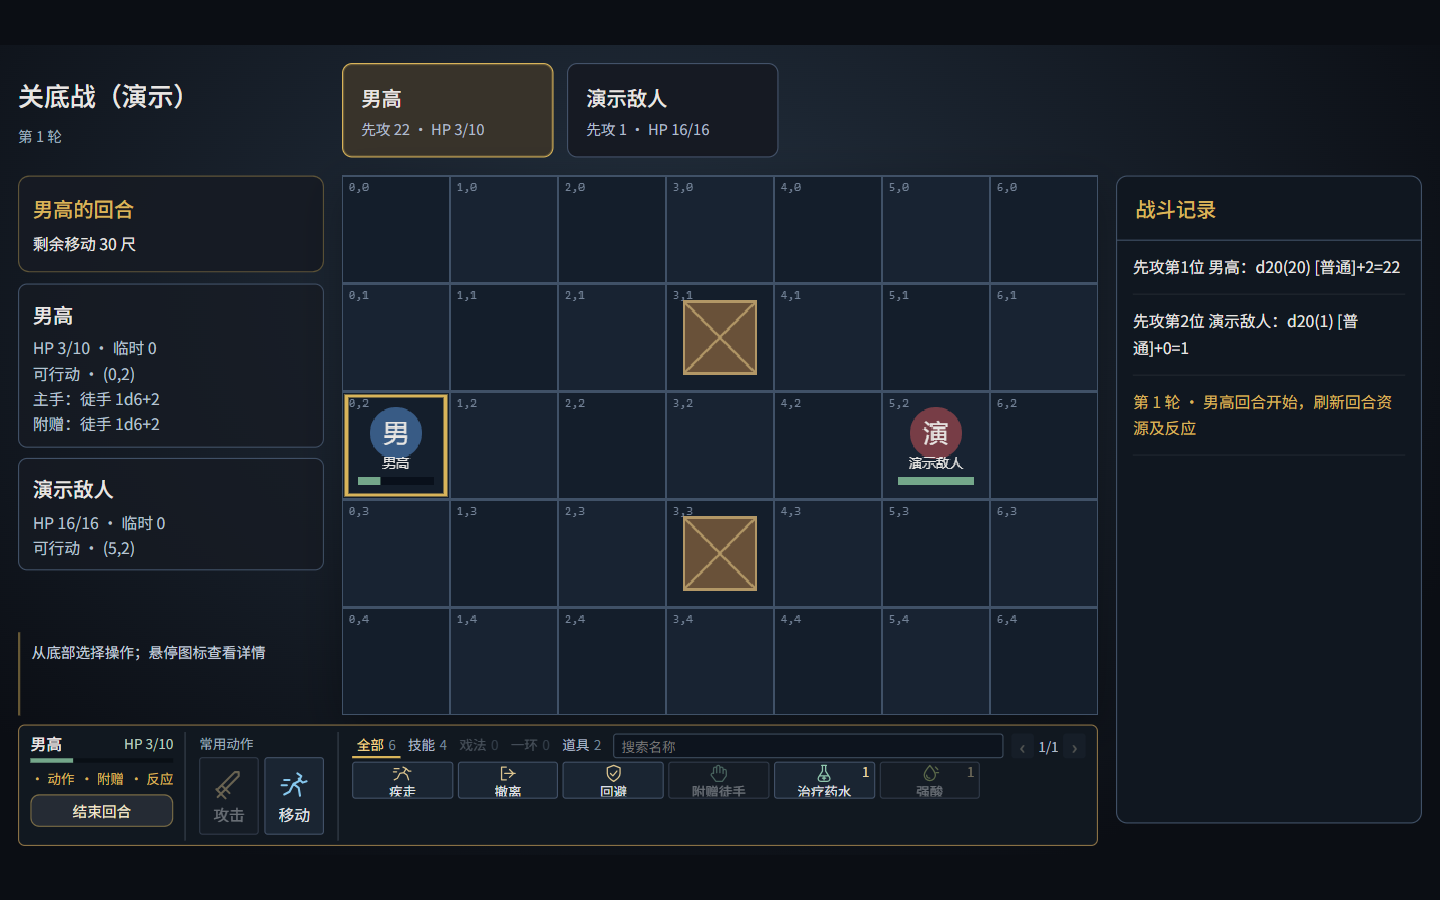 关底战（演示）
第 1 轮
男高
先攻 22 · HP 3/10
演示敌人
先攻 1 · HP 16/16
男高的回合
剩余移动 30 尺
男高
HP 3/10 · 临时 0
可行动 · (0,2)
主手：徒手 1d6+2
附赠：徒手 1d6+2
演示敌人
HP 16/16 · 临时 0
可行动 · (5,2)
从底部选择操作；悬停图标查看详情
0,0 1,0 2,0 3,0 4,0 5,0 6,0
0,1 1,1 2,1 3,1 4,1 5,1 6,1
0,2 1,2 2,2 3,2 4,2 5,2 6,2
男
男高
演
演示敌人
0,3 1,3 2,3 3,3 4,3 5,3 6,3
0,4 1,4 2,4 3,4 4,4 5,4 6,4
战斗记录
先攻第1位 男高：d20(20) [普通]+2=22
先攻第2位 演示敌人：d20(1) [普
通]+0=1
第 1 轮 · 男高回合开始，刷新回合资
源及反应
男高 HP 3/10
· 动作 · 附赠 · 反应
结束回合
常用动作
攻击
移动
全部 6 技能 4 戏法 0 一环 0 道具 2 搜索名称 ‹ 1/1 ›
疾走
撤离
回避
附赠徒手
治疗药水 1
强酸 1